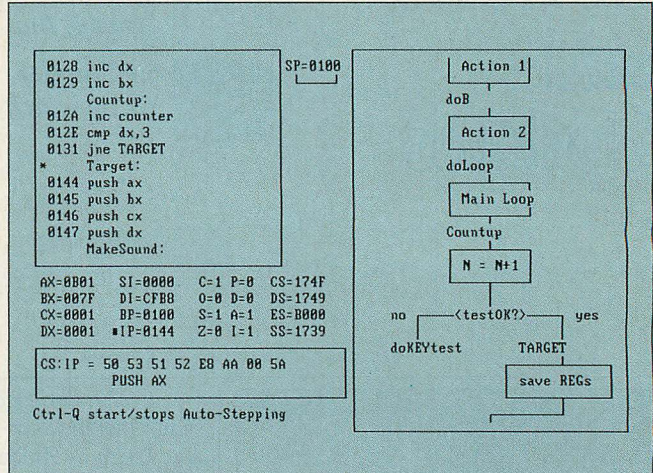 0128 inc dx
0129 inc bx
Countup:
012A inc counter
012E cmp dx,3
0131 jne TARGET
* Target:
0144 push ax
0145 push bx
0146 push cx
0147 push dx
MakeSound:
SP=0100
AX=0B01 SI=0000 C=1 P=0 CS=174F
BX=007F DI=CFB8 O=0 D=0 DS=1749
CX=0001 BP=0100 S=1 A=1 ES=B000
DX=0001 ■IP=0144 Z=0 I=1 SS=1739
CS:IP = 50 53 51 52 E8 AA 00 5A
PUSH AX
Ctrl-Q start/stops Auto-Stepping
Action 1
doB
Action 2
doLoop
Main Loop
Countup
N = N+1
no <testOK?> yes
doKEYtest TARGET
save REGs